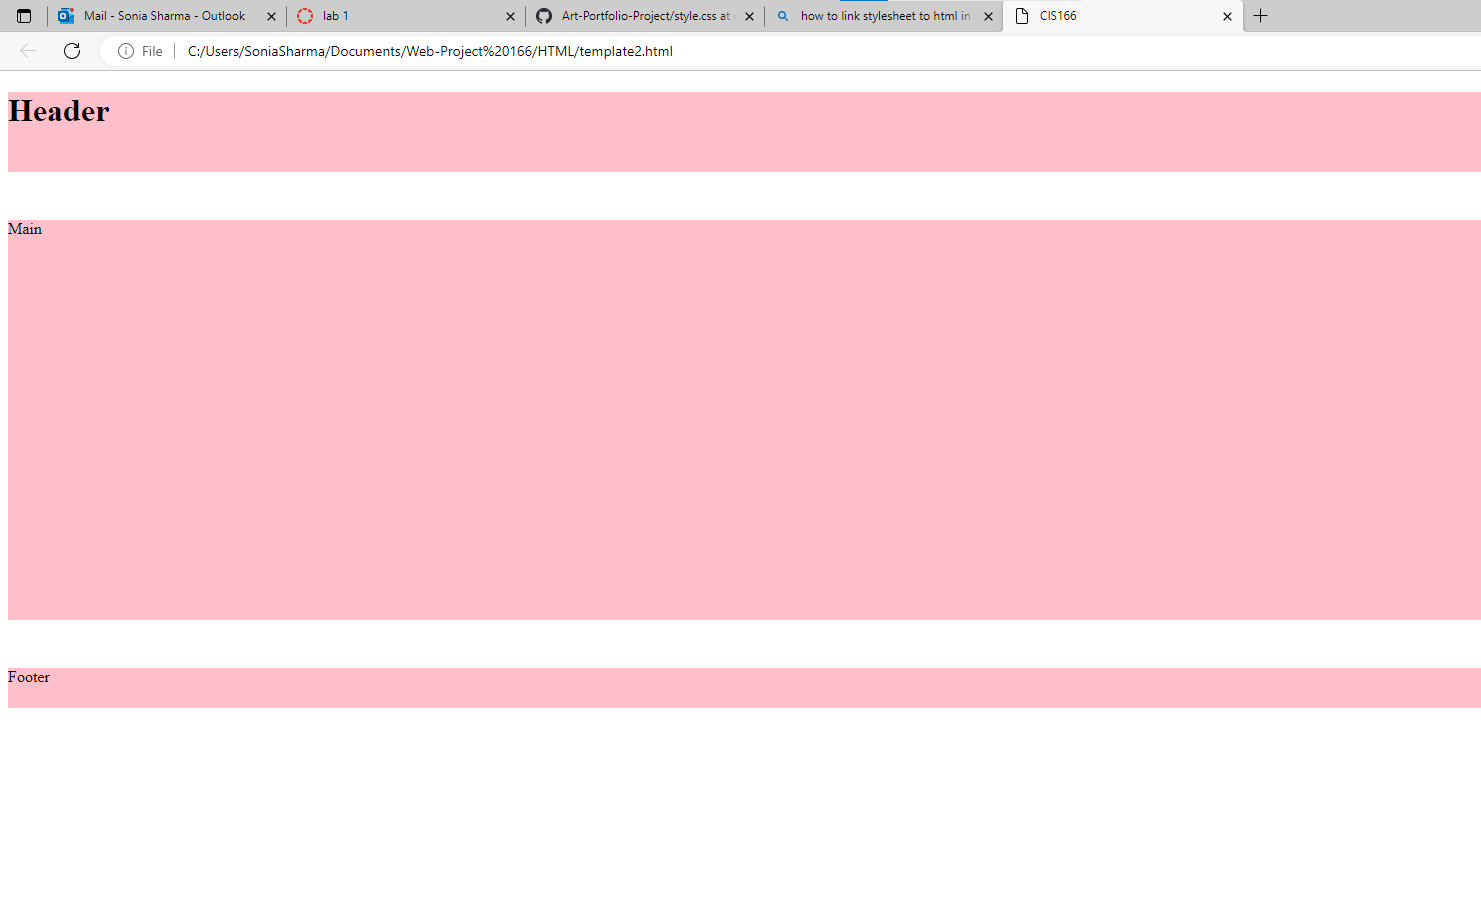 Mail - Sonia Sharma - Outlook
lab 1
Art-Portfolio-Project/style.css at
how to link stylesheet to html in
CIS166
File
C:/Users/SoniaSharma/Documents/Web-Project%20166/HTML/template2.html
Header
Main
Footer